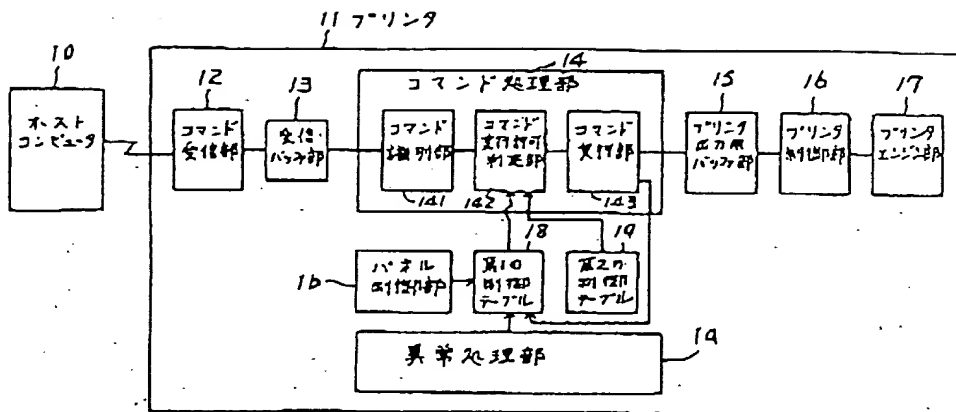 11 プリンタ
10
ホスト
コンピュータ
12
コマンド
受信部
13
受信
バッファ部
14
コマンド処理部
コマンド
識別部
141
コマンド
実行許可
判定部
142
コマンド
実行部
143
15
プリンタ
出力用
バッファ部
16
プリンタ
制御部
17
プリンタ
エンジン部
1b
パネル
制御部
18
第1の
制御
テーブル
19
第2の
制御
テーブル
異常処理部
1a